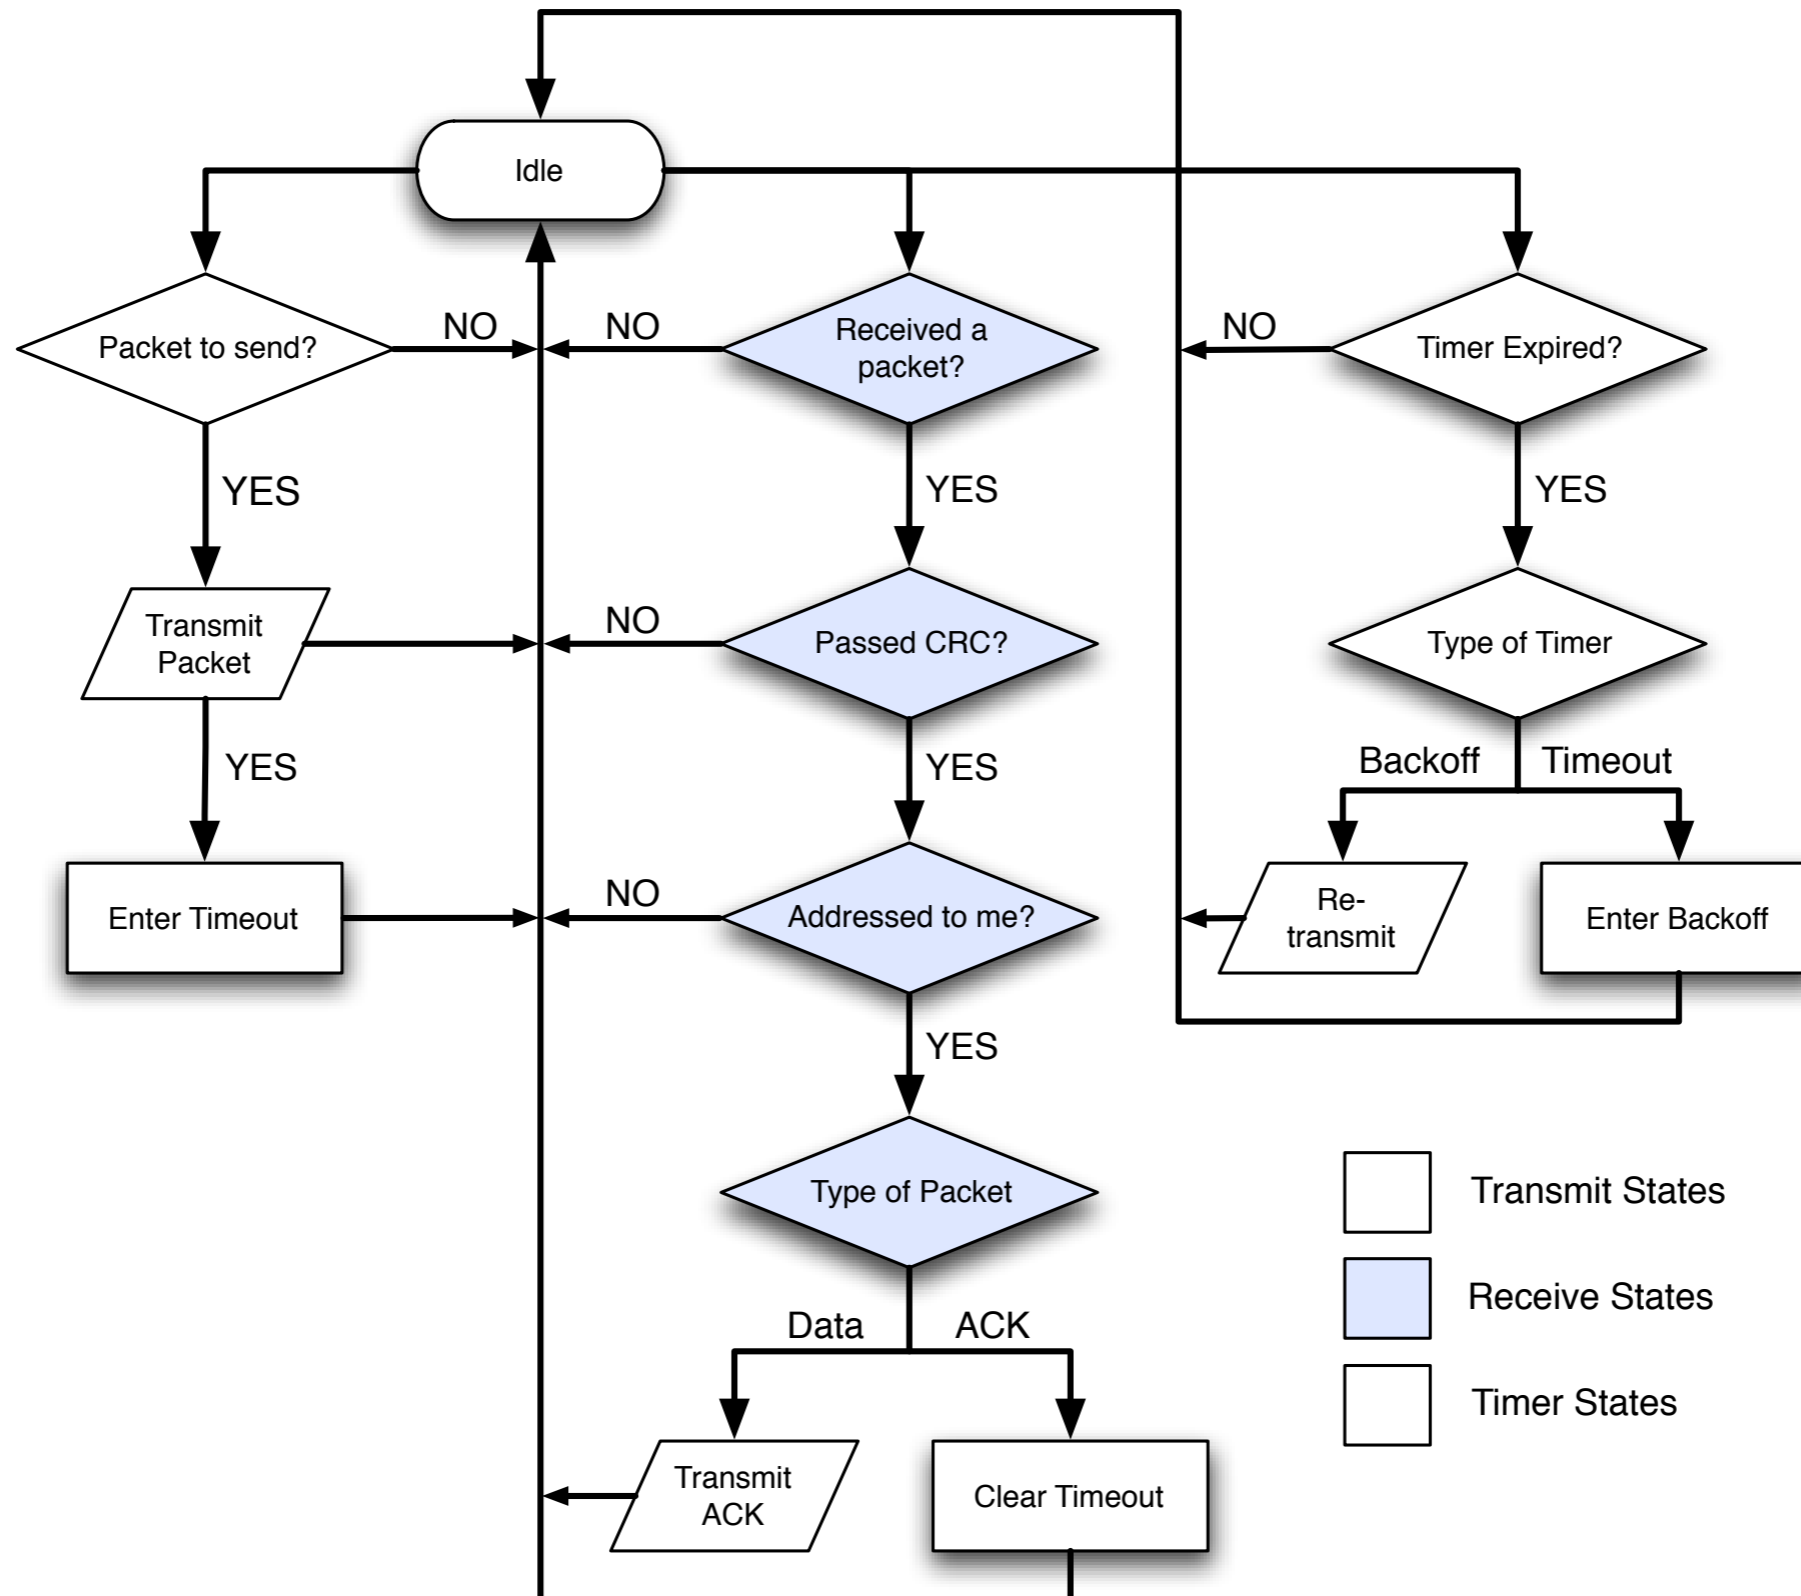 Idle
Packet to send?
NO
NO
Received a
packet?
NO
Timer Expired?
YES
YES
YES
Transmit
Packet
NO
Passed CRC?
Type of Timer
YES
YES
Backoff
Timeout
Enter Timeout
NO
Addressed to me?
Re-
transmit
Enter Backoff
YES
Type of Packet
Transmit States
Receive States
Data
ACK
Timer States
Transmit
ACK
Clear Timeout